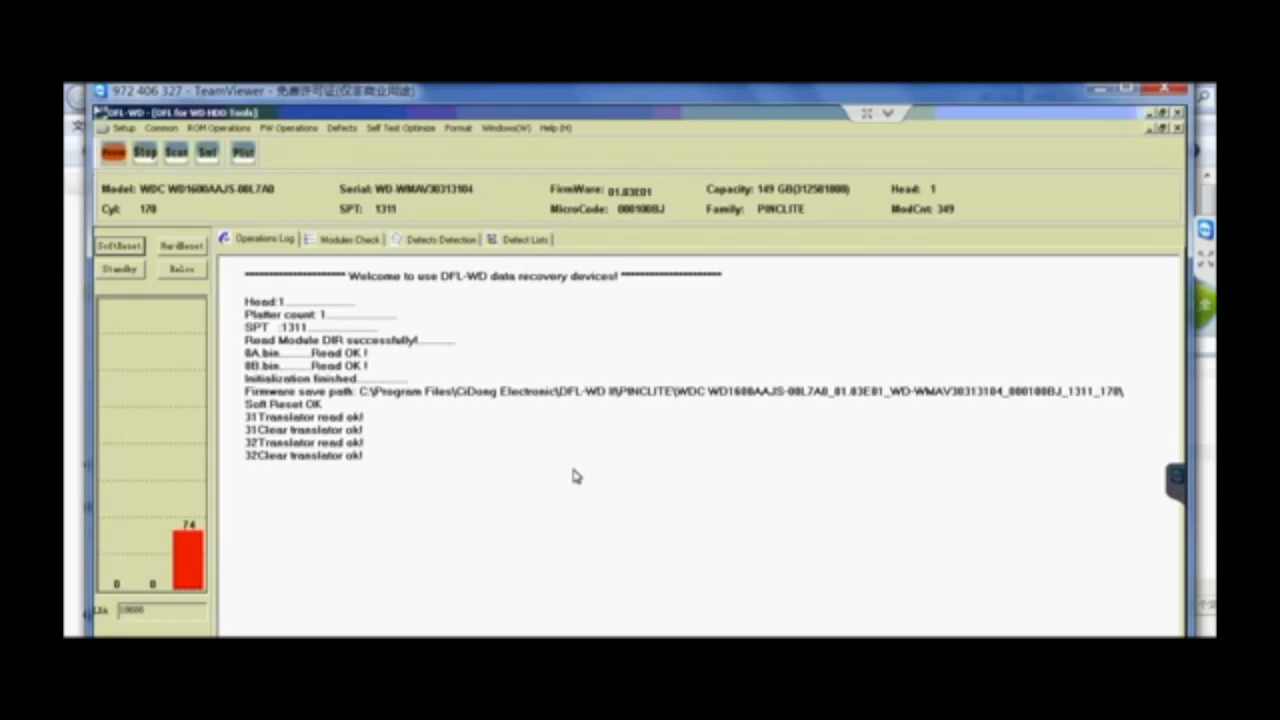 972 406 327 - TeamViewer - 免费许可证(仅非商业用途)
DFL-WD - [DFL for WD HDD Tools]
Setup Common ROM Operations FW Operations Defects Self Test Optimize Format Windows(W) Help (H)
Power Stop Scan Smt Plist
Model: WDC WD1600AAJS-00L7A0 Serial: WD-WMAV30313104 FirmWare: 01.03E01 Capacity: 149 GB(312581808) Head: 1
Cyl: 170 SPT: 1311 MicroCode: 000100BJ Family: PINCLITE ModCnt: 349
SoftReset HardReset Operations Log Modules Check Defects Detection Defect Lists
Standby
************************ Welcome to use DFL-WD data recovery devices! ************************
Head:1
Platter count: 1
SPT :1311
Read Module DIR successfully!
0A.bin.........Read OK !
0B.bin.........Read OK !
Initialization finished
Firmware save path: C:\Program Files\CiDong Electronic\DFL-WD II\PINCLITE\WDC WD1600AAJS-00L7A0_01.03E01_WD-WMAV30313104_000100BJ_1311_170\
Soft Reset OK
31Translator read ok!
31Clear translator ok!
32Translator read ok!
32Clear translator ok!
74
0 0
LBA